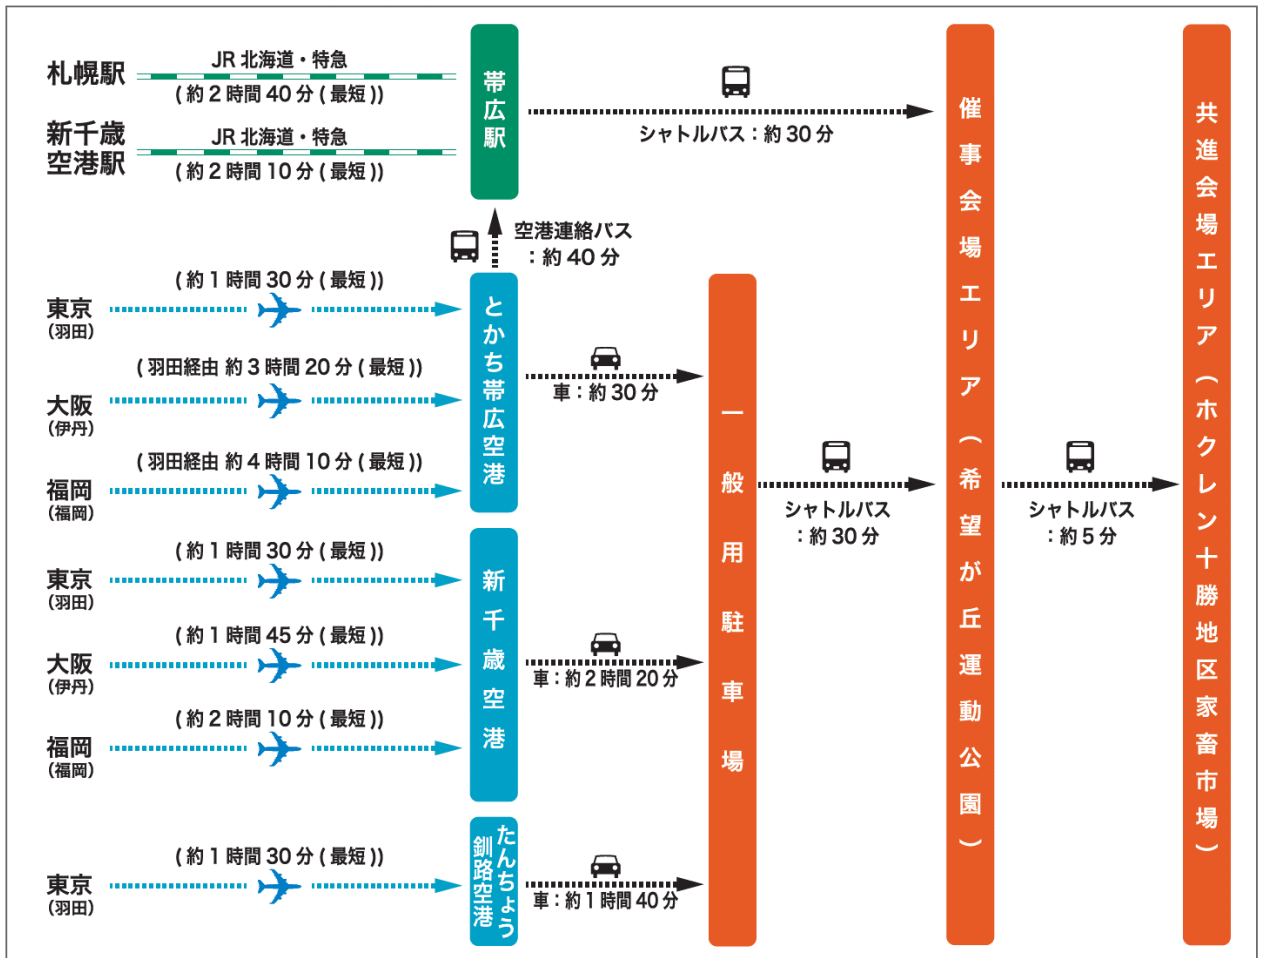 札幌駅
JR 北海道・特急
( 約 2 時間 40 分 ( 最短 ))
新千歳
空港駅
JR 北海道・特急
( 約 2 時間 10 分 ( 最短 ))
帯広駅
シャトルバス：約 30 分
空港連絡バス
：約 40 分
東京
（羽田）
( 約 1 時間 30 分 ( 最短 ))
大阪
（伊丹）
( 羽田経由 約 3 時間 20 分 ( 最短 ))
福岡
（福岡）
( 羽田経由 約 4 時間 10 分 ( 最短 ))
とかち帯広空港
車：約 30 分
東京
（羽田）
( 約 1 時間 30 分 ( 最短 ))
大阪
（伊丹）
( 約 1 時間 45 分 ( 最短 ))
福岡
（福岡）
( 約 2 時間 10 分 ( 最短 ))
新千歳空港
車：約 2 時間 20 分
東京
（羽田）
( 約 1 時間 30 分 ( 最短 ))
たんちょう
釧路空港
車：約 1 時間 40 分
一般用駐車場
シャトルバス
：約 30 分
催事会場エリア（希望が丘運動公園）
シャトルバス
：約 5 分
共進会場エリア（ホクレン十勝地区家畜市場）